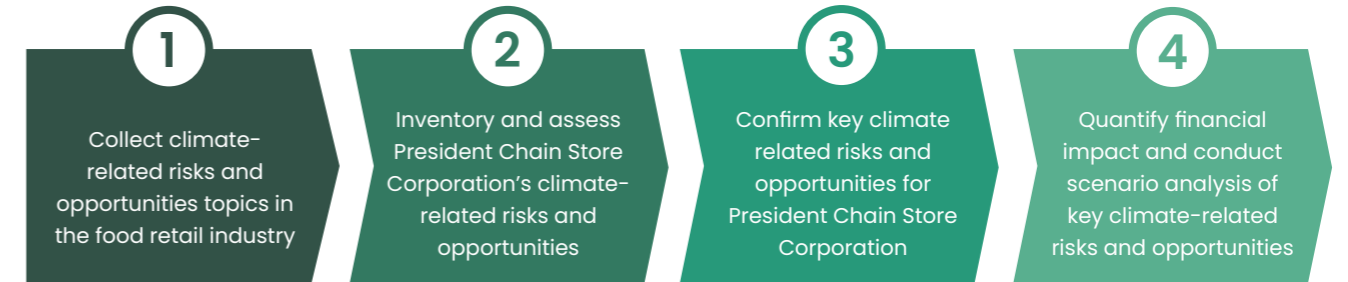 1
Collect climate-
related risks and
opportunities topics in
the food retail industry
2
Inventory and assess
President Chain Store
Corporation's climate-
related risks and
opportunities
3
Confirm key climate
related risks and
opportunities for
President Chain Store
Corporation
4
Quantify financial
impact and conduct
scenario analysis of
key climate-related
risks and opportunities